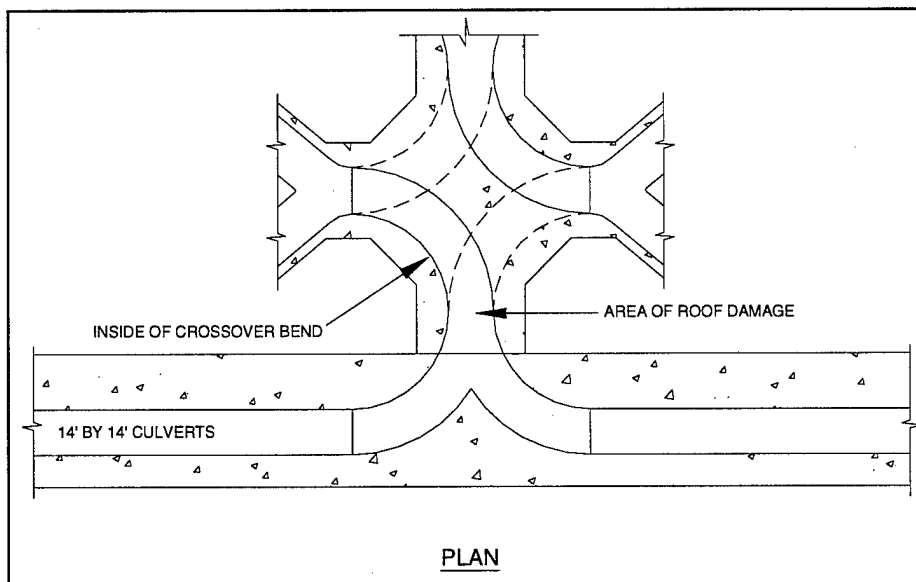 INSIDE OF CROSSOVER BEND
AREA OF ROOF DAMAGE
14' BY 14' CULVERTS
PLAN